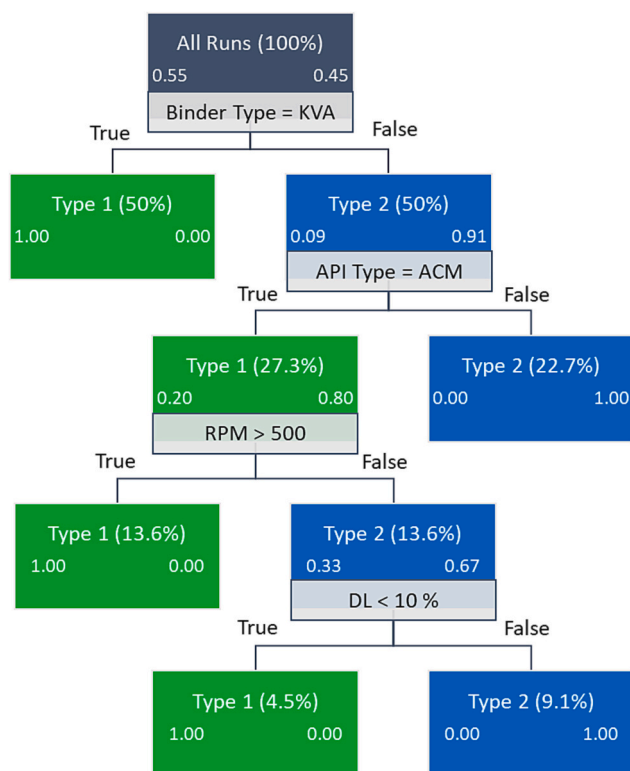 All Runs (100%)
0.55 0.45
Binder Type = KVA
True False
Type 1 (50%) Type 2 (50%)
1.00 0.00 0.09 0.91
API Type = ACM
True False
Type 1 (27.3%) Type 2 (22.7%)
0.20 0.80 0.00 1.00
RPM > 500
True False
Type 1 (13.6%) Type 2 (13.6%)
1.00 0.00 0.33 0.67
DL < 10 %
True False
Type 1 (4.5%) Type 2 (9.1%)
1.00 0.00 0.00 1.00